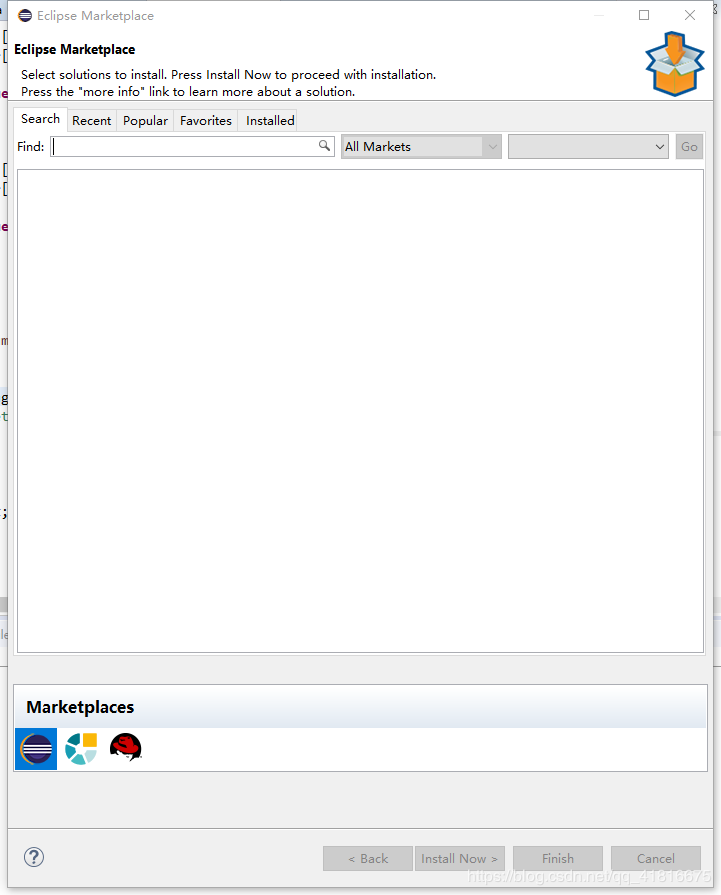 Eclipse Marketplace
Eclipse Marketplace
Select solutions to install. Press Install Now to proceed with installation.
Press the "more info" link to learn more about a solution.
Search Recent Popular Favorites Installed
Find: All Markets Go
Marketplaces
? < Back Install Now > Finish Cancel
https://blog.csdn.net/qq_41816675